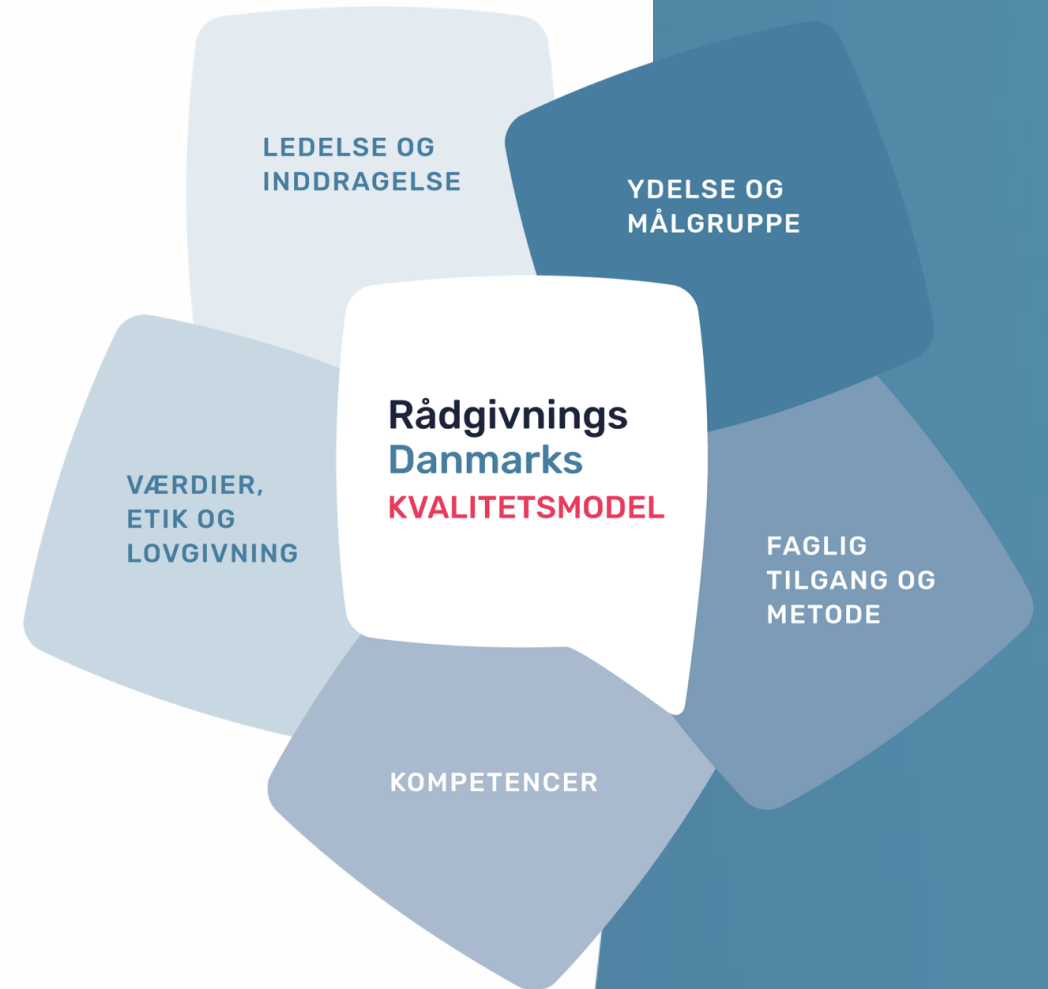 LEDELSE OG
INDDRAGELSE
YDELSE OG
MÅLGRUPPE
Rådgivnings
Danmarks
KVALITETSMODEL
VÆRDIER,
ETIK OG
LOVGIVNING
FAGLIG
TILGANG OG
METODE
KOMPETENCER